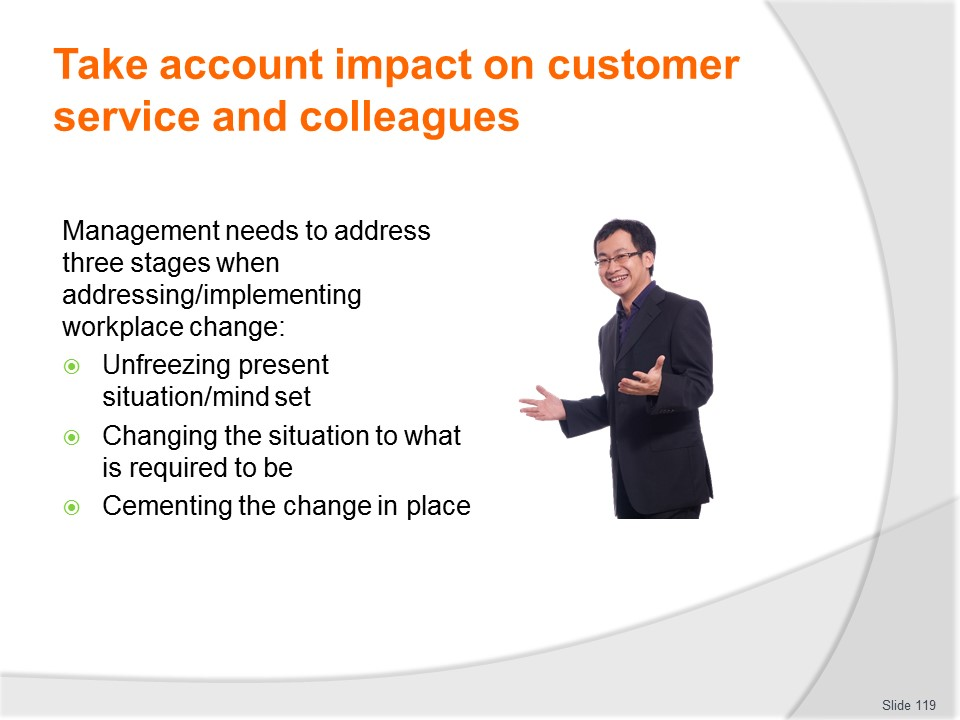 Take account impact on customer
service and colleagues
Management needs to address
three stages when
addressing/implementing
workplace change:
Unfreezing present
situation/mind set
Changing the situation to what
is required to be
Cementing the change in place
Slide 119